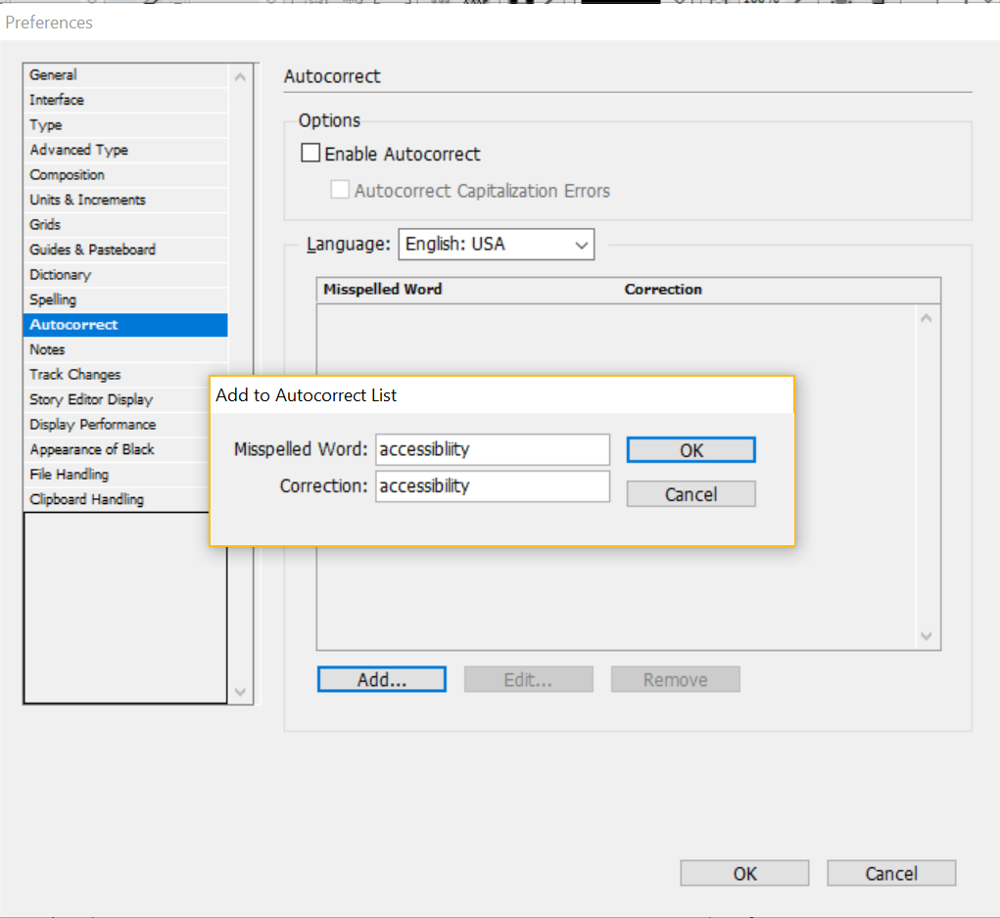 Preferences
General
Interface
Type
Advanced Type
Composition
Units & Increments
Grids
Guides & Pasteboard
Dictionary
Spelling
Autocorrect
Notes
Track Changes
Story Editor Display
Display Performance
Appearance of Black
File Handling
Clipboard Handling
Autocorrect
Options
Enable Autocorrect
Autocorrect Capitalization Errors
Language: English: USA
Misspelled Word Correction
Add to Autocorrect List
Misspelled Word: accessiblity OK
Correction: accessibility Cancel
Add... Edit... Remove
OK Cancel